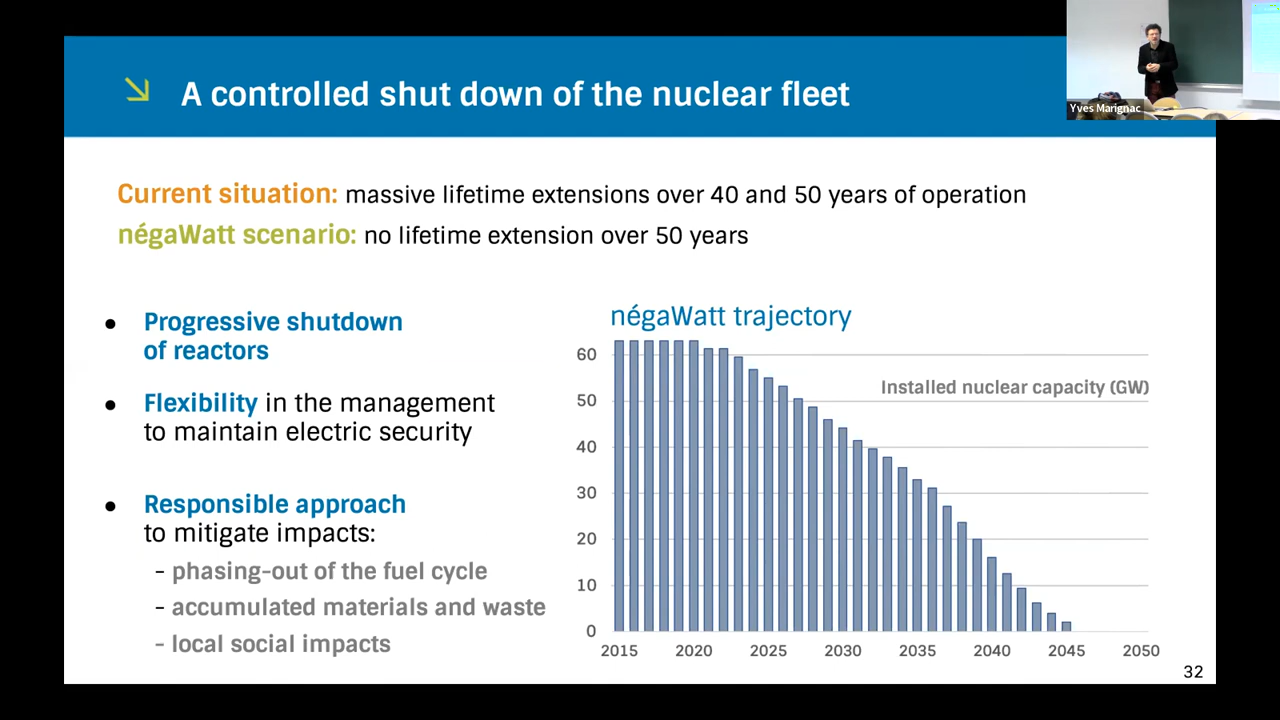 A controlled shut down of the nuclear fleet
Yves Marignac
Current situation: massive lifetime extensions over 40 and 50 years of operation
négaWatt scenario: no lifetime extension over 50 years
● Progressive shutdown
of reactors
● Flexibility in the management
to maintain electric security
● Responsible approach
to mitigate impacts:
- phasing-out of the fuel cycle
- accumulated materials and waste
- local social impacts
négaWatt trajectory
Installed nuclear capacity (GW)
60
50
40
30
20
10
0
2015 2020 2025 2030 2035 2040 2045 2050
32